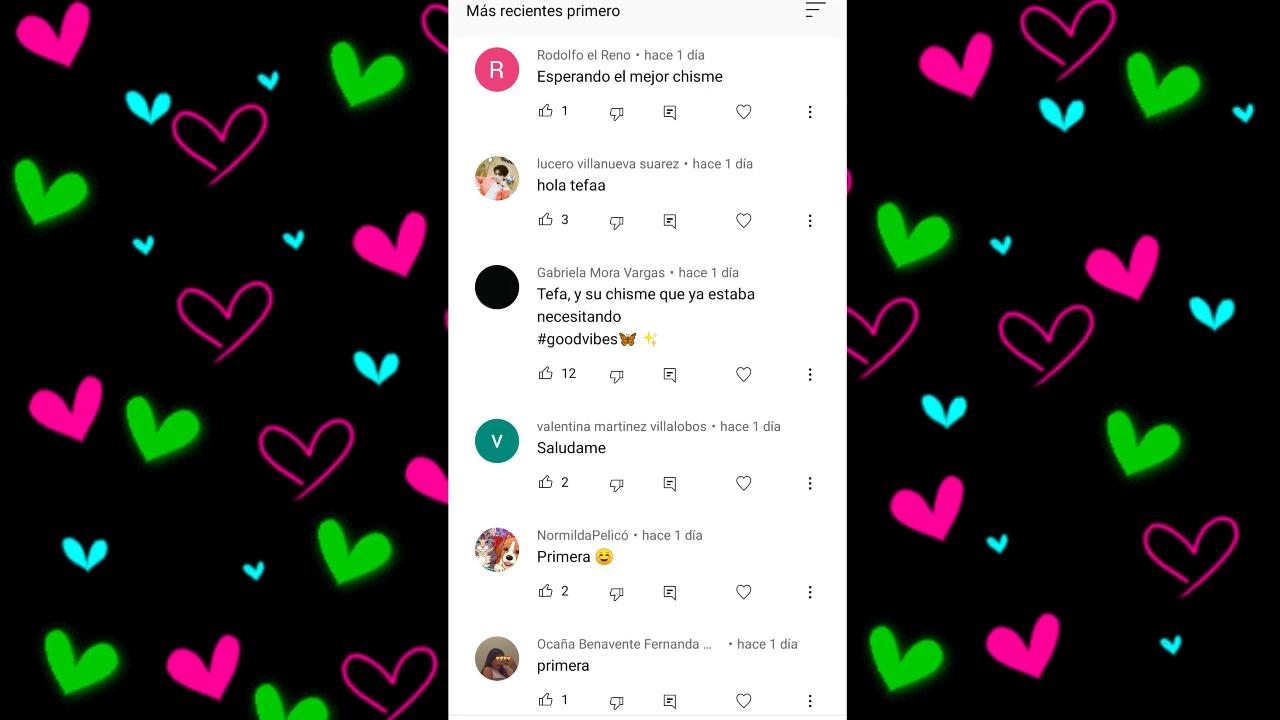 Más recientes primero
R
Rodolfo el Reno • hace 1 día
Esperando el mejor chisme
1
lucero villanueva suarez • hace 1 día
hola tefaa
3
Gabriela Mora Vargas • hace 1 día
Tefa, y su chisme que ya estaba
necesitando
#goodvibes🦋 ✨
12
v
valentina martinez villalobos • hace 1 día
Saludame
2
NormildaPelicó • hace 1 día
Primera 😊
2
Ocaña Benavente Fernanda ... • hace 1 día
primera
1